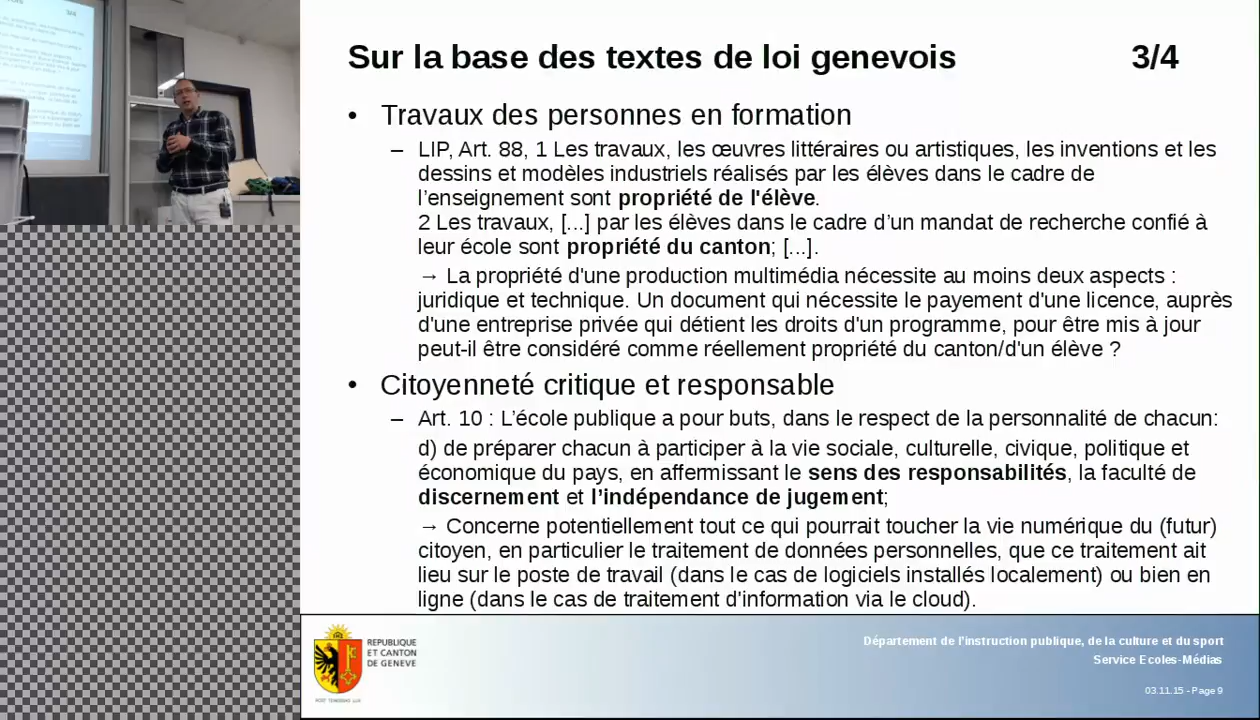 Sur la base des textes de loi genevois 3/4
• Travaux des personnes en formation
– LIP, Art. 88, 1 Les travaux, les œuvres littéraires ou artistiques, les inventions et les
dessins et modèles industriels réalisés par les élèves dans le cadre de
l’enseignement sont propriété de l'élève.
2 Les travaux, [...] par les élèves dans le cadre d’un mandat de recherche confié à
leur école sont propriété du canton; [...].
→ La propriété d'une production multimédia nécessite au moins deux aspects :
juridique et technique. Un document qui nécessite le payement d'une licence, auprès
d'une entreprise privée qui détient les droits d'un programme, pour être mis à jour
peut-il être considéré comme réellement propriété du canton/d'un élève ?
• Citoyenneté critique et responsable
– Art. 10 : L’école publique a pour buts, dans le respect de la personnalité de chacun:
d) de préparer chacun à participer à la vie sociale, culturelle, civique, politique et
économique du pays, en affermissant le sens des responsabilités, la faculté de
discernement et l’indépendance de jugement;
→ Concerne potentiellement tout ce qui pourrait toucher la vie numérique du (futur)
citoyen, en particulier le traitement de données personnelles, que ce traitement ait
lieu sur le poste de travail (dans le cas de logiciels installés localement) ou bien en
ligne (dans le cas de traitement d'information via le cloud).
REPUBLIQUE
ET CANTON
DE GENEVE
POST TENEBRAS LUX
Département de l'instruction publique, de la culture et du sport
Service Ecoles-Médias
03.11.15 - Page 9